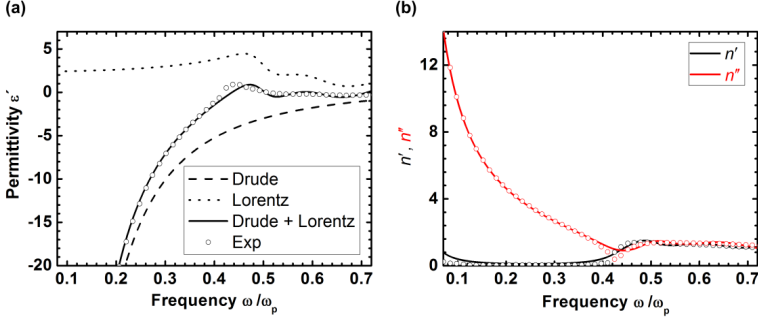 (a)
Permittivity ε´
5
0
-5
-10
-15
-20
Drude
Lorentz
Drude + Lorentz
Exp
0.1 0.2 0.3 0.4 0.5 0.6 0.7
Frequency ω/ωp
(b)
n', n''
12
8
4
0
n'
n''
0.1 0.2 0.3 0.4 0.5 0.6 0.7
Frequency ω/ωp